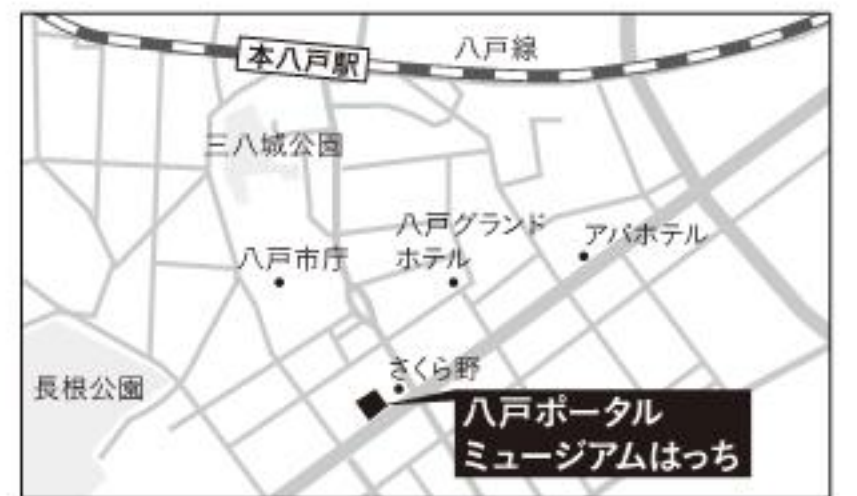 本八戸駅
八戸線
三八城公園
八戸グランド
ホテル
アパホテル
八戸市庁
さくら野
長根公園
八戸ポータル
ミュージアムはっち